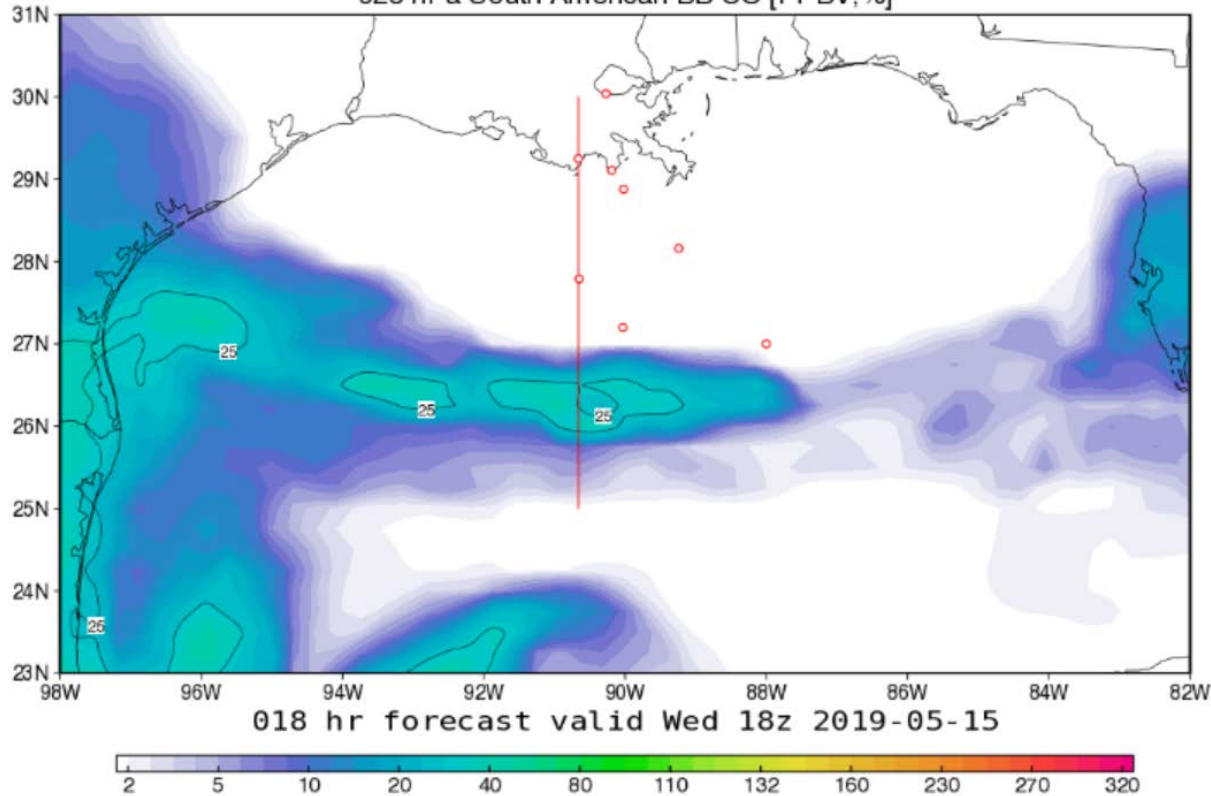 31N
30N
29N
28N
27N
26N
25N
24N
23N
25
25
25
25
98W 96W 94W 92W 90W 88W 86W 84W 82W
018 hr forecast valid Wed 18z 2019-05-15
2 5 10 20 40 80 110 132 160 230 270 320